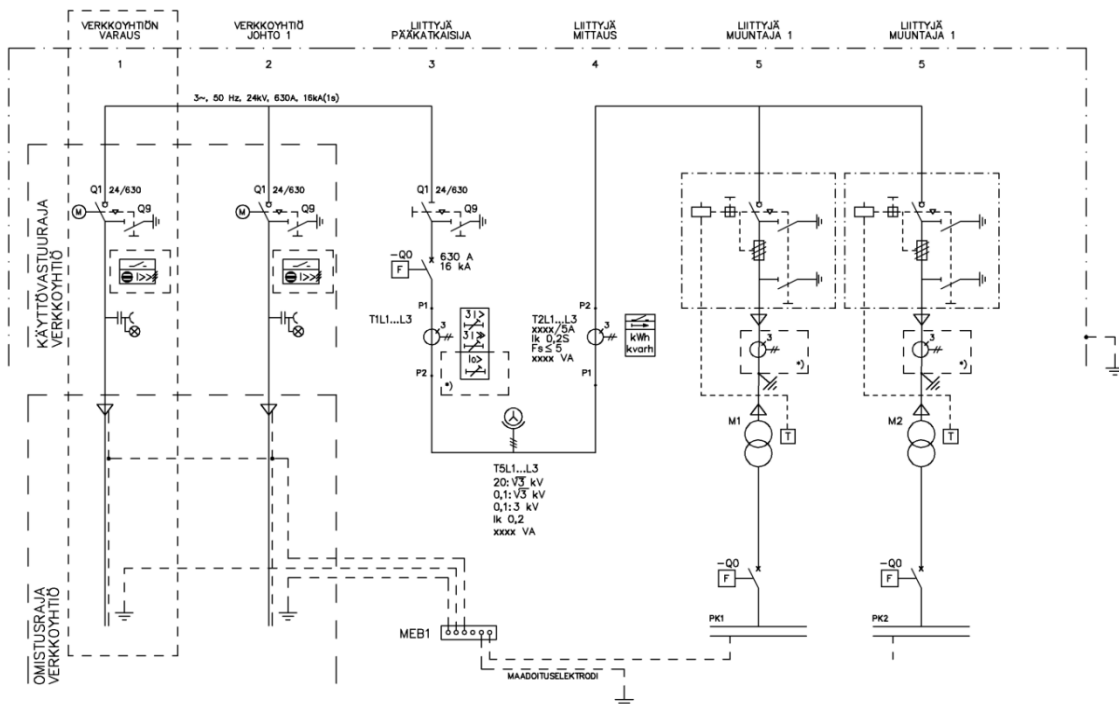 VERKKOYHTIÖN
VARAUS
1
VERKKOYHTIÖ
JOHTO 1
2
LIITTYJÄ
PÄÄKATKAISIJA
3
LIITTYJÄ
MITTAUS
4
LIITTYJÄ
MUUNTAJA 1
5
LIITTYJÄ
MUUNTAJA 1
5
3~, 50 Hz, 24kV, 630A, 16kA(1s)
KÄYTTÖVASTUURAJA
VERKKOYHTIÖ
Q1 24/630
M
Q9
I>>
Q1 24/630
M
Q9
I>>
Q1 24/630
Q9
-Q0
F
630 A
16 kA
P1
T1L1...L3
3
P2
3I>
3I>>
Io>
*)
P2
T2L1...L3
xxxx/5A
Ik 0,2S
Fs≤5
xxxx VA
3
P1
kWh
kvarh
3
*)
3
*)
M1
T
M2
T
T5L1...L3
20:√3 kV
0,1:√3 kV
0,1:3 kV
Ik 0,2
xxxx VA
OMISTUSRAJA
VERKKOYHTIÖ
-Q0
F
-Q0
F
PK1
PK2
MEB1
MAADOITUSELEKTRODI